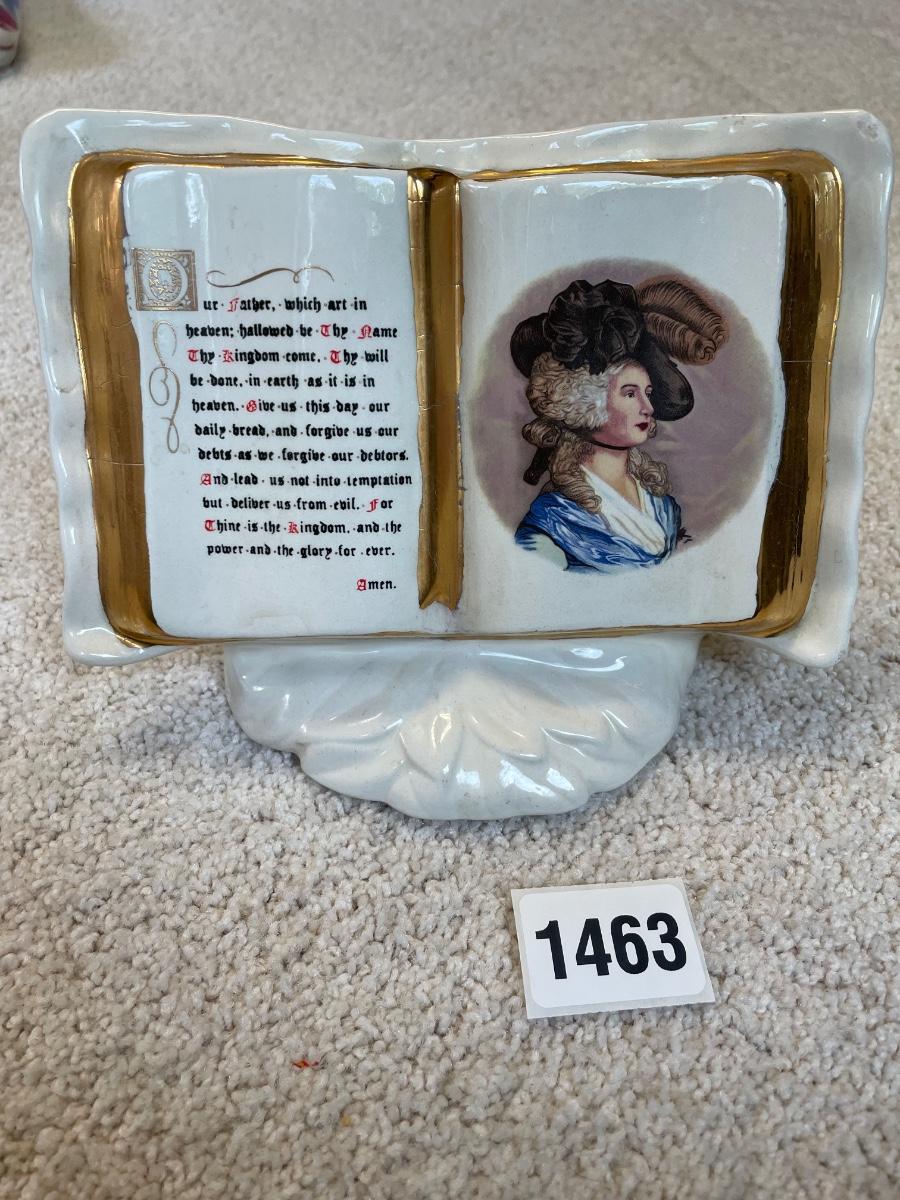 Our Father, which art in
heaven; hallowed be Thy Name
Thy Kingdom come, Thy will
be done, in earth as it is in
heaven. Give us this day our
daily bread, and forgive us our
debts as we forgive our debtors.
And lead us not into temptation
but deliver us from evil. For
Thine is the Kingdom, and the
power and the glory for ever.
Amen.
1463